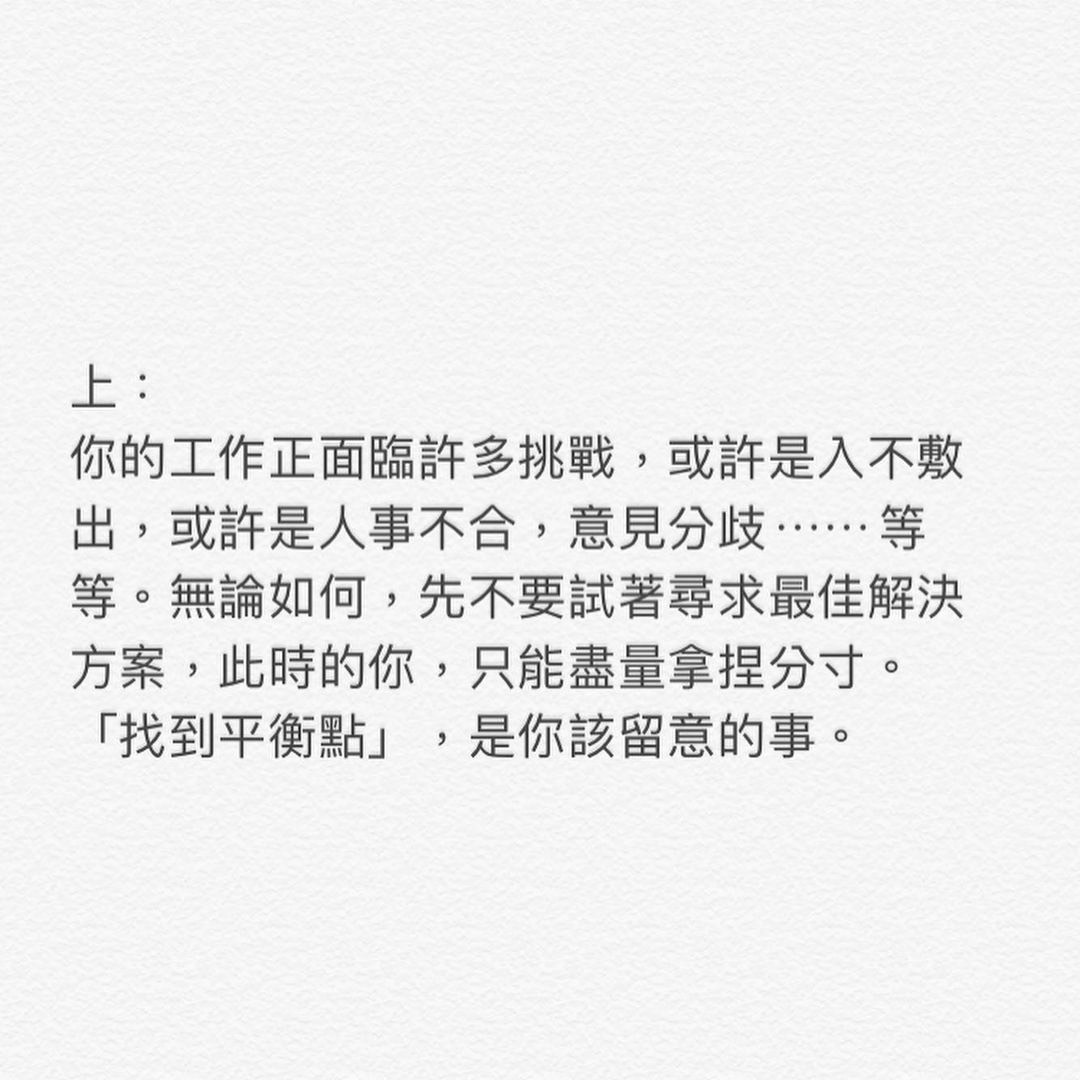 上：
你的工作正面臨許多挑戰，或許是入不敷
出，或許是人事不合，意見分歧⋯⋯等
等。無論如何，先不要試著尋求最佳解決
方案，此時的你，只能盡量拿捏分寸。
「找到平衡點」，是你該留意的事。